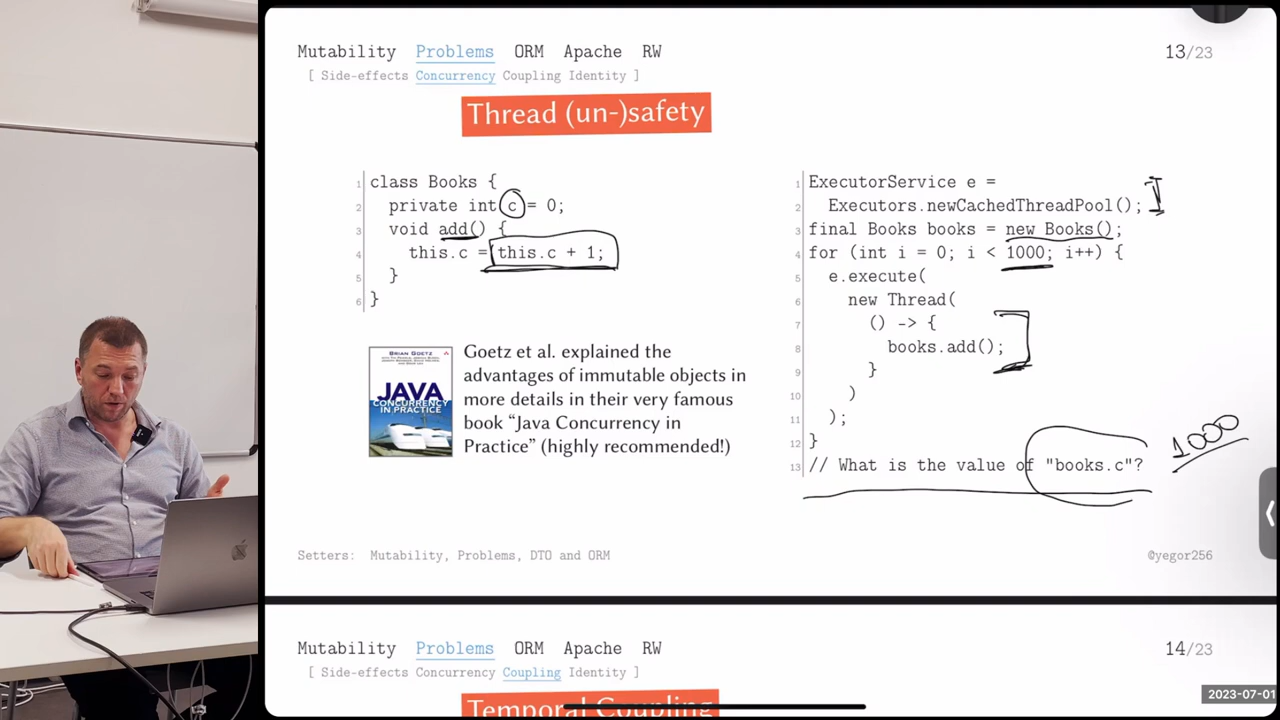 Mutability Problems ORM Apache RW 13/23
[ Side-effects Concurrency Coupling Identity ]
Thread (un-)safety
1 class Books {
2 private int c = 0;
3 void add() {
4 this.c = this.c + 1;
5 }
6 }
BRIAN GOETZ
JAVA
CONCURRENCY
IN PRACTICE
Goetz et al. explained the
advantages of immutable objects in
more details in their very famous
book “Java Concurrency in
Practice” (highly recommended!)
1 ExecutorService e =
2 Executors.newCachedThreadPool();
3 final Books books = new Books();
4 for (int i = 0; i < 1000; i++) {
5 e.execute(
6 new Thread(
7 () -> {
8 books.add();
9 }
10 )
11 );
12 }
13 // What is the value of "books.c"?
1000
Setters: Mutability, Problems, DTO and ORM @yegor256
Mutability Problems ORM Apache RW 14/23
[ Side-effects Concurrency Coupling Identity ]
Temporal Coupling
2023-07-01